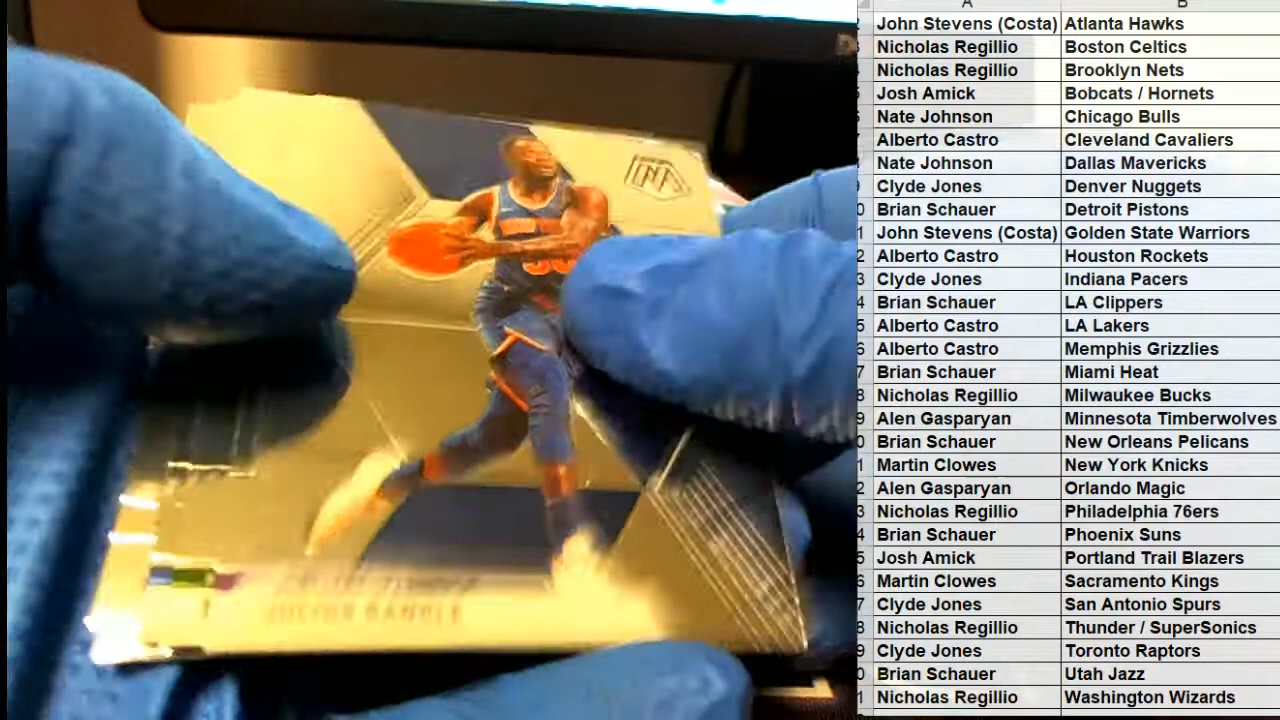 A B
John Stevens (Costa) Atlanta Hawks
Nicholas Regillio Boston Celtics
Nicholas Regillio Brooklyn Nets
Josh Amick Bobcats / Hornets
Nate Johnson Chicago Bulls
Alberto Castro Cleveland Cavaliers
Nate Johnson Dallas Mavericks
Clyde Jones Denver Nuggets
Brian Schauer Detroit Pistons
John Stevens (Costa) Golden State Warriors
Alberto Castro Houston Rockets
Clyde Jones Indiana Pacers
Brian Schauer LA Clippers
Alberto Castro LA Lakers
Alberto Castro Memphis Grizzlies
Brian Schauer Miami Heat
Nicholas Regillio Milwaukee Bucks
Alen Gasparyan Minnesota Timberwolves
Brian Schauer New Orleans Pelicans
Martin Clowes New York Knicks
Alen Gasparyan Orlando Magic
Nicholas Regillio Philadelphia 76ers
Brian Schauer Phoenix Suns
Josh Amick Portland Trail Blazers
Martin Clowes Sacramento Kings
Clyde Jones San Antonio Spurs
Nicholas Regillio Thunder / SuperSonics
Clyde Jones Toronto Raptors
Brian Schauer Utah Jazz
Nicholas Regillio Washington Wizards
JULIUS RANDLE